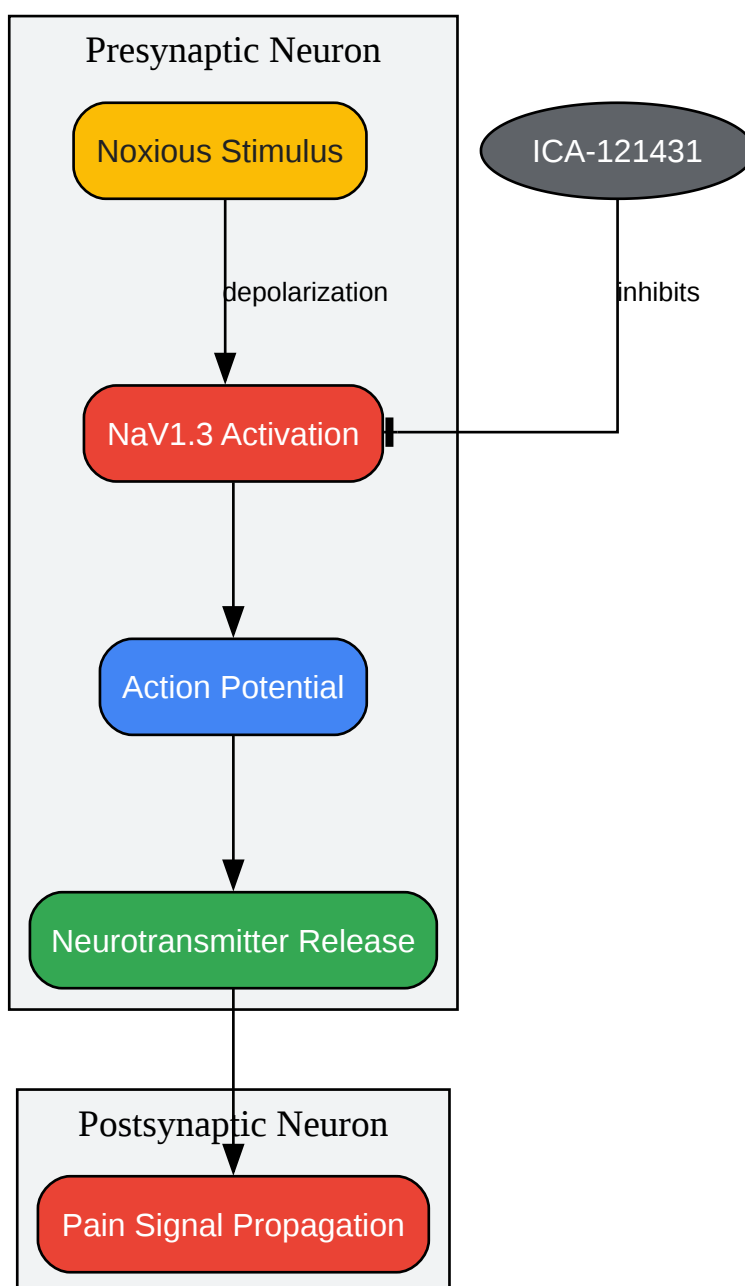 Presynaptic Neuron
Noxious Stimulus
ICA-121431
depolarization
inhibits
NaV1.3 Activation
Action Potential
Neurotransmitter Release
Postsynaptic Neuron
Pain Signal Propagation